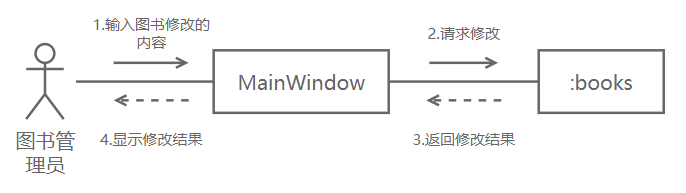 1.输入图书修改的
内容
2.请求修改
MainWindow
:books
图书管
理员
4.显示修改结果
3.返回修改结果